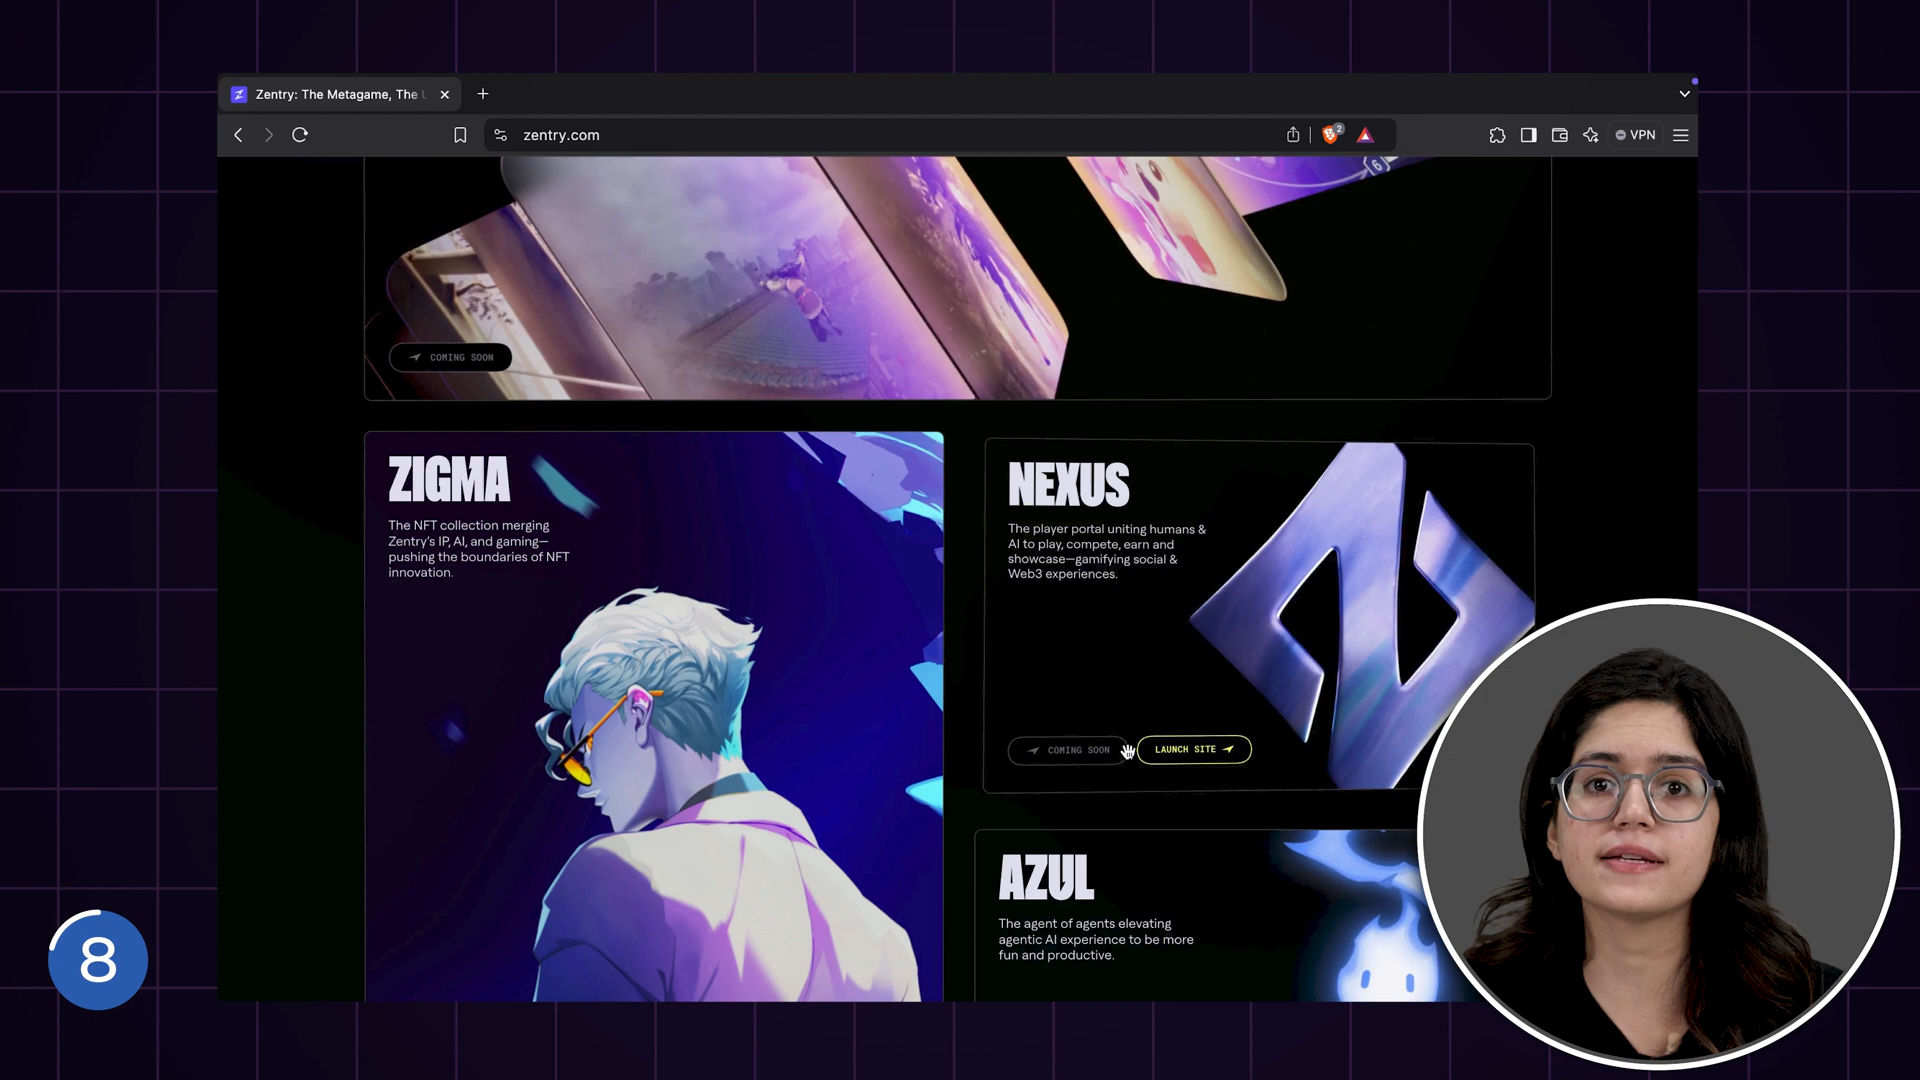 Zentry: The Metagame, The
zentry.com
2
VPN
6
COMING SOON
ZIGMA
The NFT collection merging
Zentry's IP, AI, and gaming—
pushing the boundaries of NFT
innovation.
NEXUS
The player portal uniting humans &
AI to play, compete, earn and
showcase—gamifying social &
Web3 experiences.
COMING SOON
LAUNCH SITE
AZUL
The agent of agents elevating
agentic AI experience to be more
fun and productive.
8